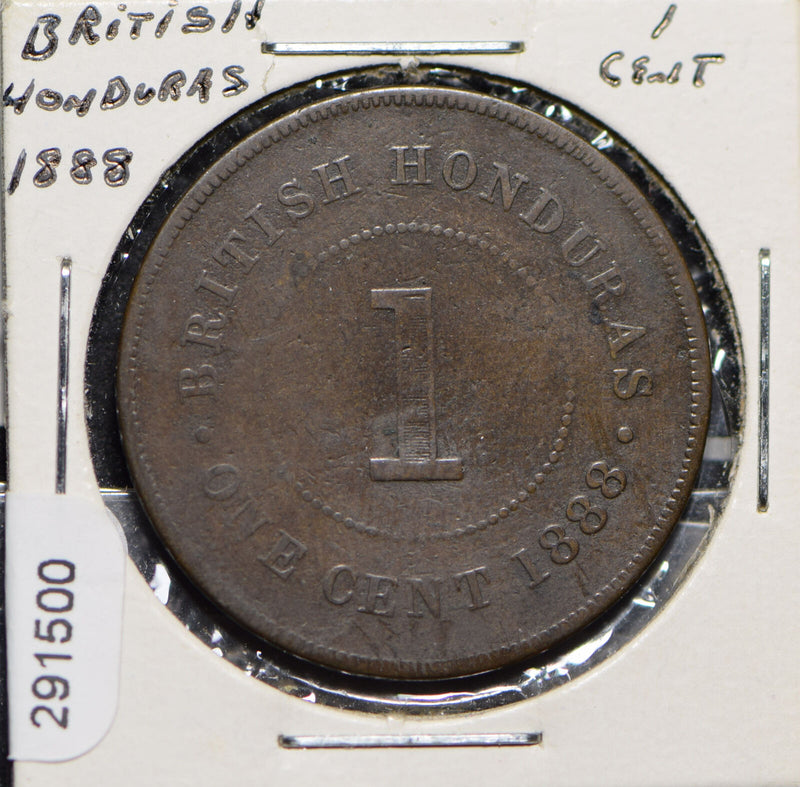 BRITISH
HONDURAS
1888
1
CENT
BRITISH HONDURAS
1
• ONE CENT 1888 •
291500